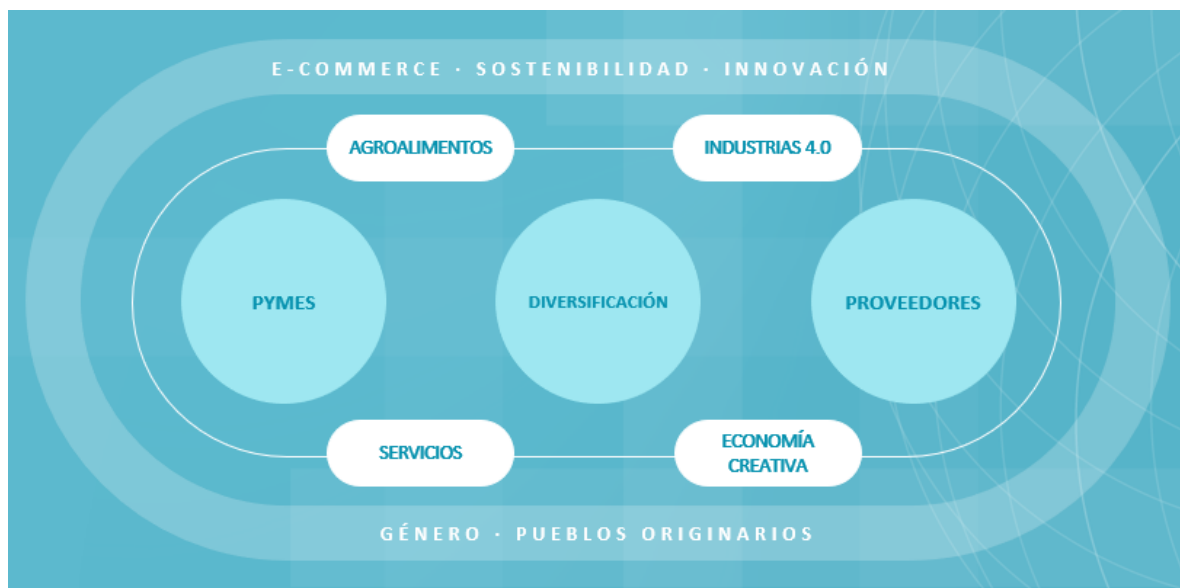 E-COMMERCE · SOSTENIBILIDAD · INNOVACIÓN
AGROALIMENTOS
INDUSTRIAS 4.0
PYMES
DIVERSIFICACIÓN
PROVEEDORES
SERVICIOS
ECONOMÍA
CREATIVA
GÉNERO · PUEBLOS ORIGINARIOS